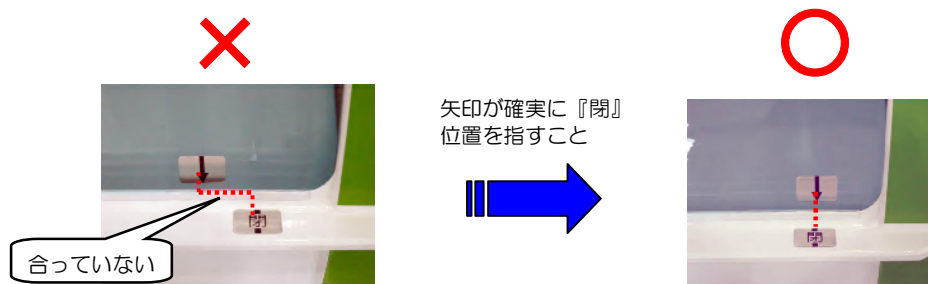 矢印が確実に『閉』
位置を指すこと
閉
閉
合っていない